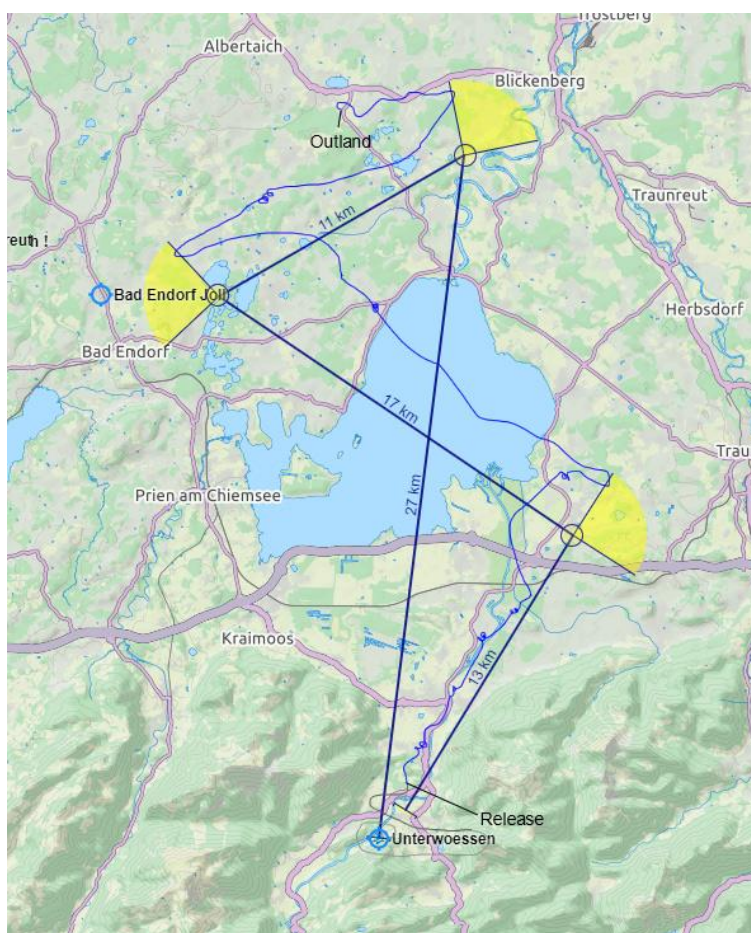 Trostberg
Albertaich
Blickenberg
Outland
Traunreut
11 km
reuth !
Bad Endorf Joll
Herbsdorf
Bad Endorf
17 km
Trau
Prien am Chiemsee
27 km
Kraimoos
13 km
Release
Unterwoessen